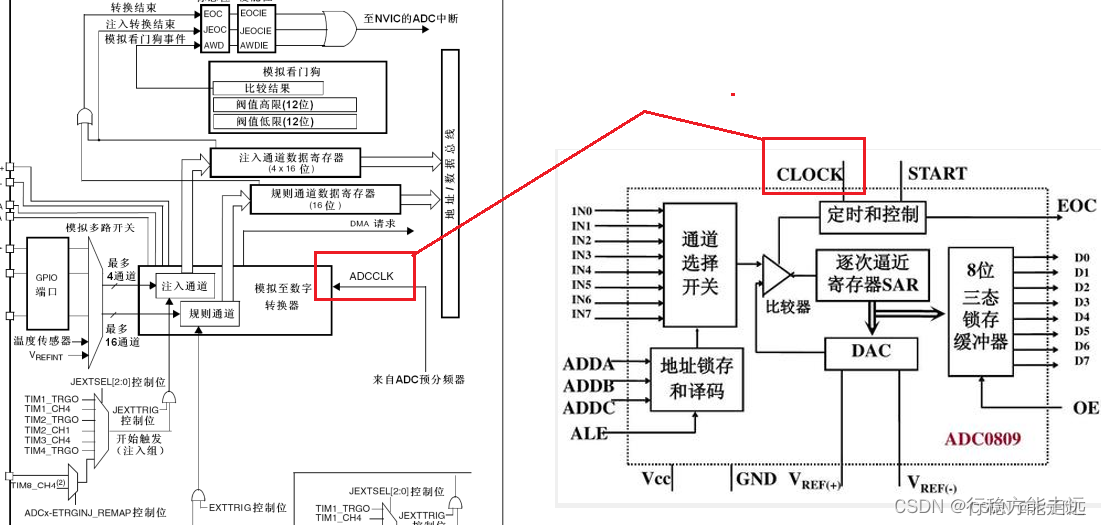 转换结束
注入转换结束
模拟看门狗事件
EOC
JEOC
AWD
EOCIE
JEOCIE
AWDIE
至NVIC的ADC中断
模拟看门狗
比较结果
阀值高限(12位)
阀值低限(12位)
注入通道数据寄存器
(4 x 16 位)
规则通道数据寄存器
(16 位)
地址/数据总线
DMA 请求
模拟多路开关
GPIO
端口
最多
4通道
注入通道
规则通道
模拟至数字
转换器
ADCCLK
最多
16通道
温度传感器
VREFINT
来自ADC预分频器
JEXTSEL[2:0]控制位
TIM1_TRGO
TIM1_CH4
TIM2_TRGO
TIM2_CH1
TIM3_CH4
TIM4_TRGO
JEXTTRIG
控制位
开始触发
(注入组)
TIM8_CH4(2)
ADCx-ETRGINJ_REMAP控制位
EXTTRIG控制位
JEXTSEL[2:0]控制位
TIM1_TRGO
TIM1_CH4
JEXTTRIG
CLOCK
START
EOC
定时和控制
1N0
IN1
IN2
IN3
IN4
IN5
IN6
IN7
通道
选择
开关
比较器
逐次逼近
寄存器SAR
8位
三态
锁存
缓冲器
D0
D1
D2
D3
D4
D5
D6
D7
DAC
ADDA
ADDB
ADDC
ALE
地址锁存
和译码
OE
ADC0809
Vcc
GND
VREF(+)
VREF(-)
CSDN @行稳方能走远